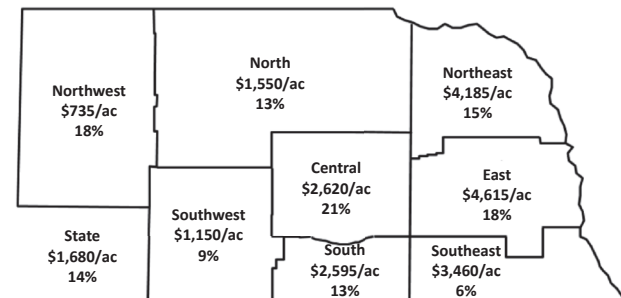 North
$1,550/ac
13%
Northwest
$735/ac
18%
Northeast
$4,185/ac
15%
Central
$2,620/ac
21%
East
$4,615/ac
18%
Southwest
$1,150/ac
9%
State
$1,680/ac
14%
South
$2,595/ac
13%
Southeast
$3,460/ac
6%